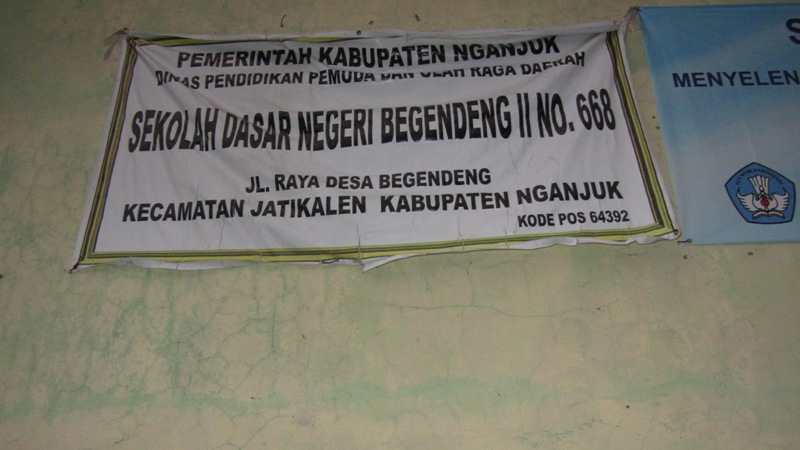 PEMERINTAH KABUPATEN NGANJUK
DINAS PENDIDIKAN PEMUDA DAN OLAH RAGA DAERAH
SEKOLAH DASAR NEGERI BEGENDENG II NO. 668
JL. RAYA DESA BEGENDENG
KECAMATAN JATIKALEN KABUPATEN NGANJUK
KODE POS 64392
S
MENYELEN